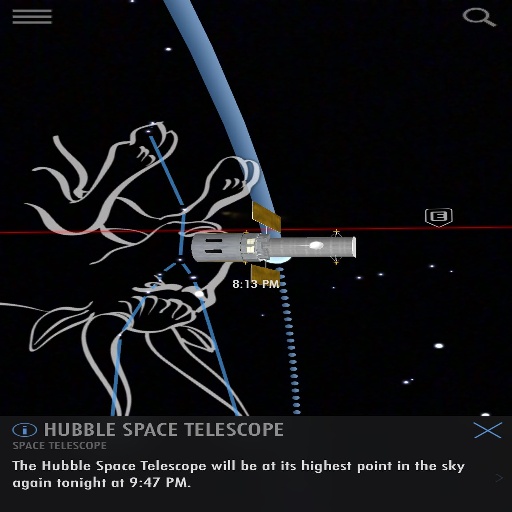 E
8:13 PM
HUBBLE SPACE TELESCOPE
SPACE TELESCOPE
The Hubble Space Telescope will be at its highest point in the sky
again tonight at 9:47 PM.